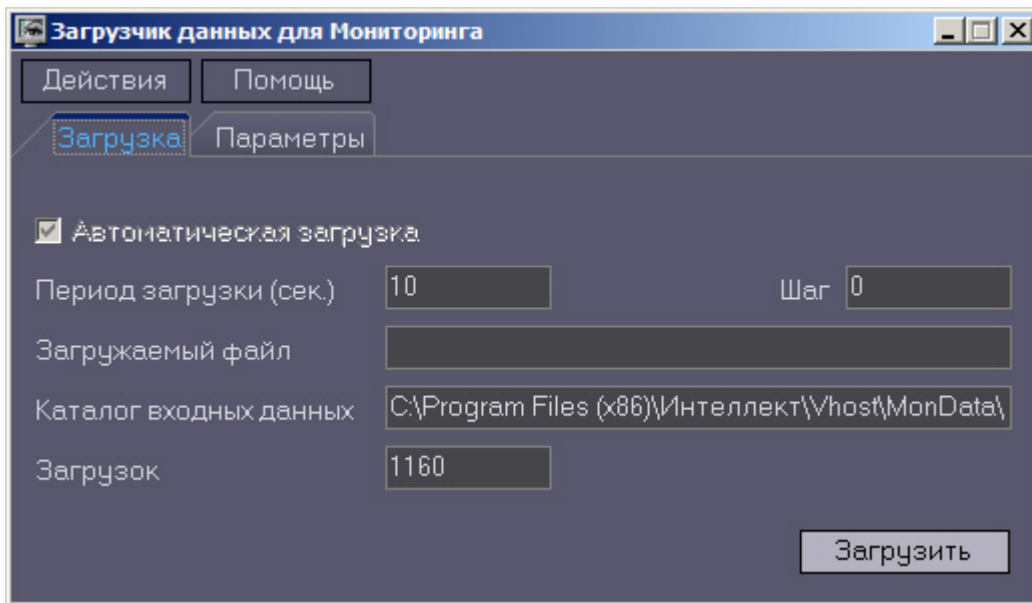 Загрузчик данных для Мониторинга
Действия Помощь
Загрузка Параметры
Автоматическая загрузка
Период загрузки (сек.) 10 Шаг 0
Загружаемый файл
Каталог входных данных C:\Program Files (x86)\Интеллект\Vhost\MonData\
Загрузок 1160
Загрузить